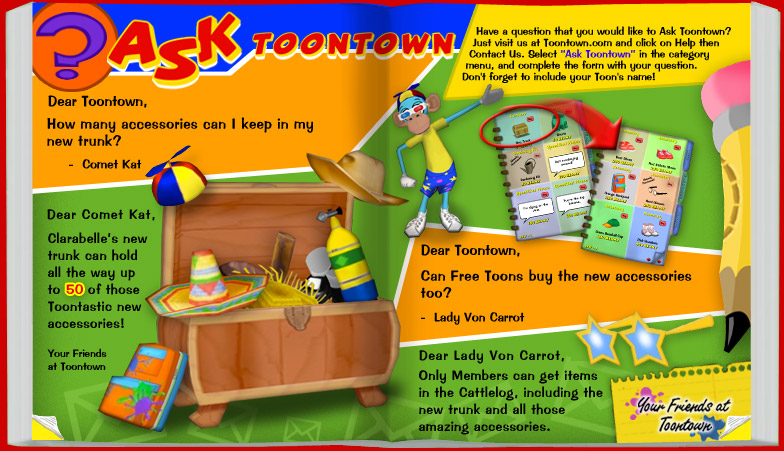 ASK TOONTOWN
Have a question that you would like to Ask Toontown?
Just visit us at Toontown.com and click on Help then
Contact Us. Select "Ask Toontown" in the category
menu, and complete the form with your question.
Don't forget to include your Toon's name!
Dear Toontown,
How many accessories can I keep in my
new trunk?
- Comet Kat
Dear Comet Kat,
Clarabelle's new
trunk can hold
all the way up
to 50 of those
Toontastic new
accessories!
Your Friends
at Toontown
Dear Toontown,
Can Free Toons buy the new accessories
too?
- Lady Von Carrot
Dear Lady Von Carrot,
Only Members can get items
in the Cattlelog, including the
new trunk and all those
amazing accessories.
Your Friends at
Toontown